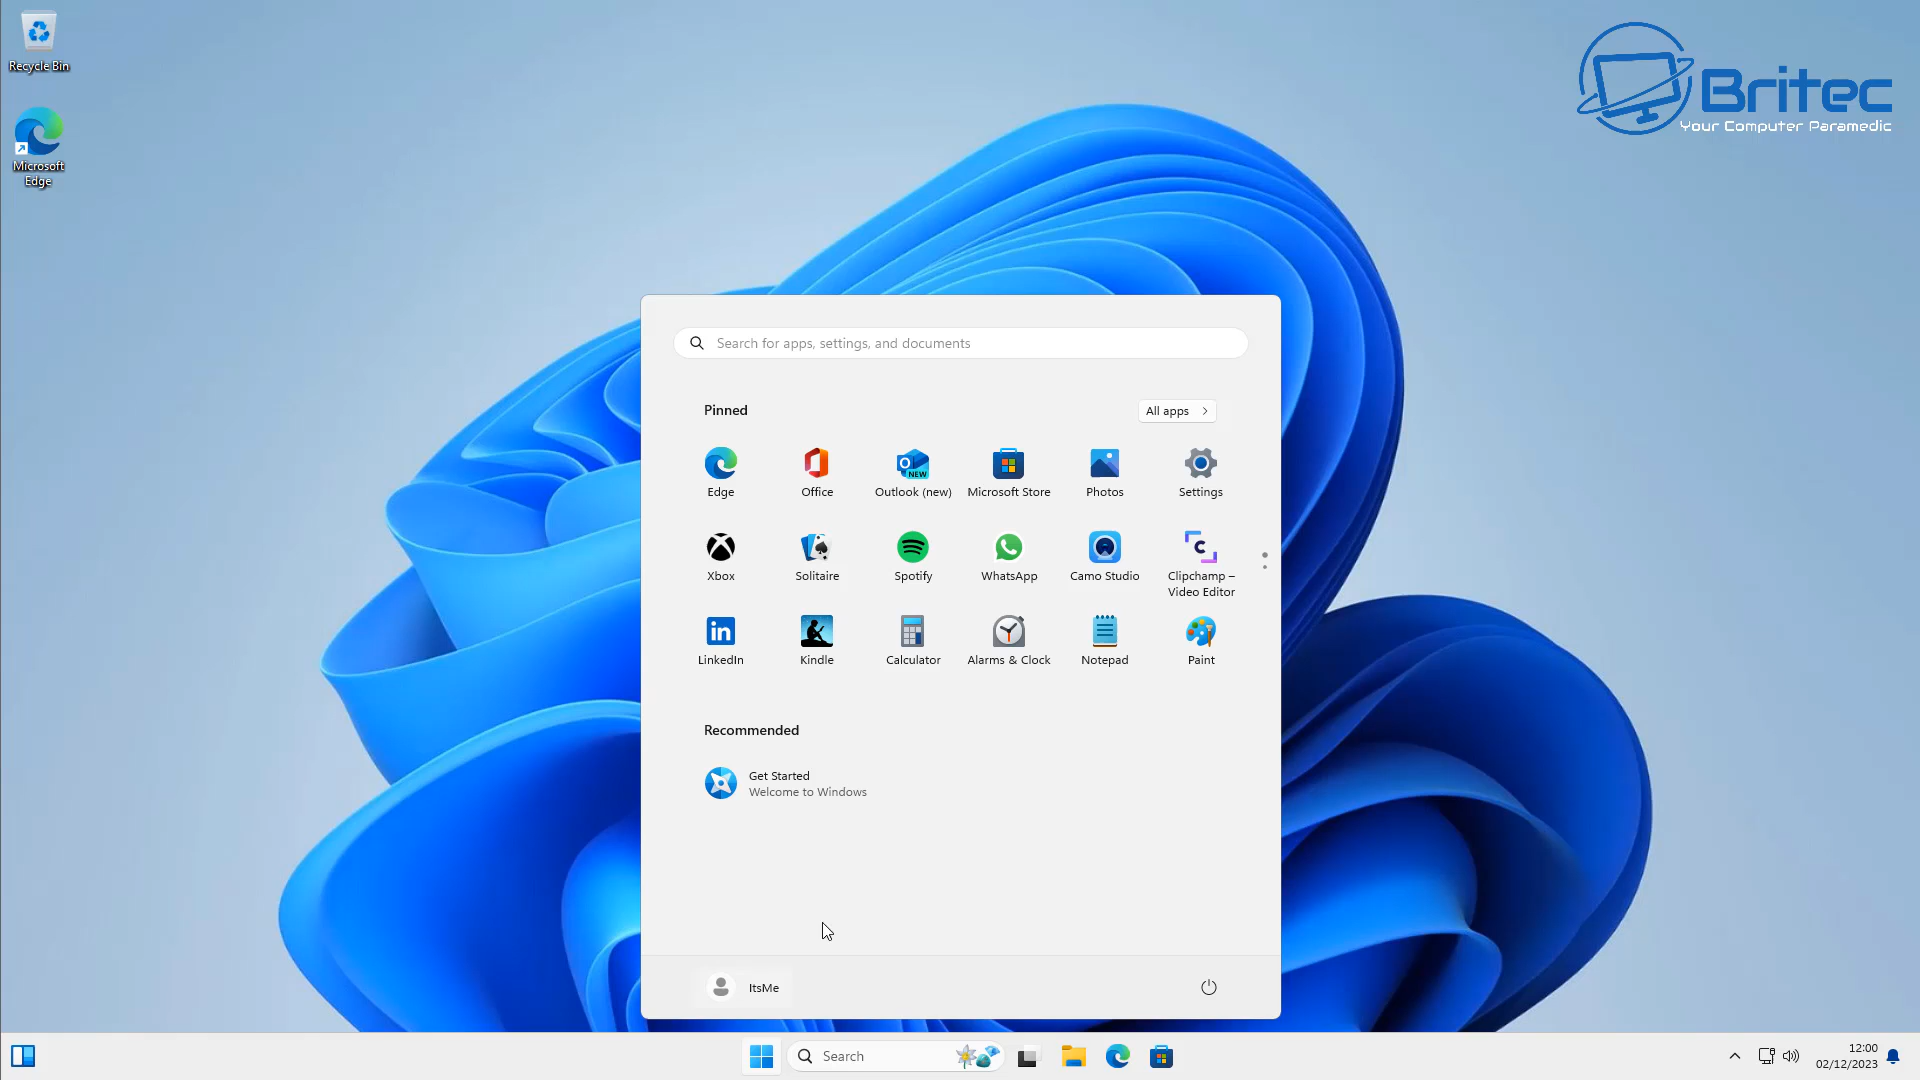 Recycle Bin
Microsoft
Edge
Britec
Your Computer Paramedic
Search for apps, settings, and documents
Pinned
All apps
Edge
Office
Outlook (new)
Microsoft Store
Photos
Settings
Xbox
Solitaire
Spotify
WhatsApp
Camo Studio
Clipchamp –
Video Editor
LinkedIn
Kindle
Calculator
Alarms & Clock
Notepad
Paint
Recommended
Get Started
Welcome to Windows
ItsMe
Search
12:00
02/12/2023